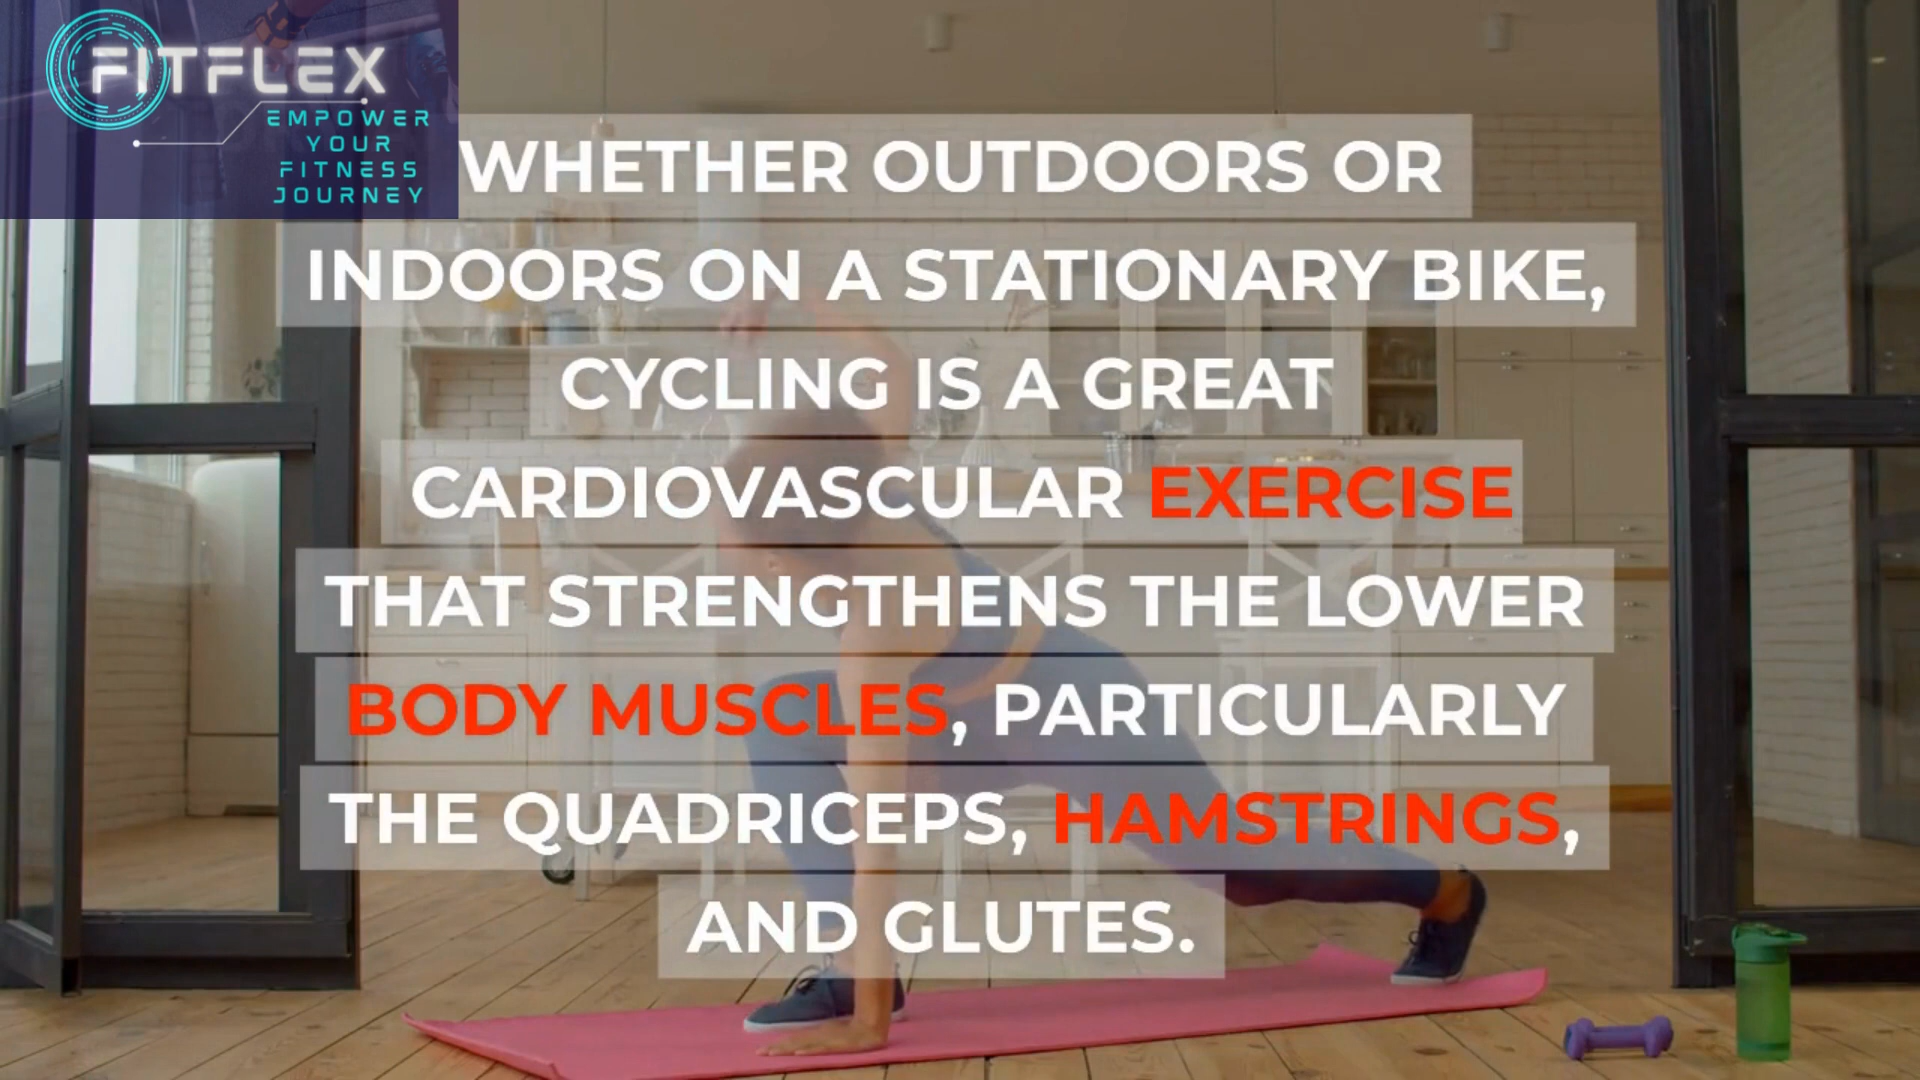 FITFLEX
EMPOWER
YOUR
FITNESS
JOURNEY
WHETHER OUTDOORS OR
INDOORS ON A STATIONARY BIKE,
CYCLING IS A GREAT
CARDIOVASCULAR EXERCISE
THAT STRENGTHENS THE LOWER
BODY MUSCLES, PARTICULARLY
THE QUADRICEPS, HAMSTRINGS,
AND GLUTES.